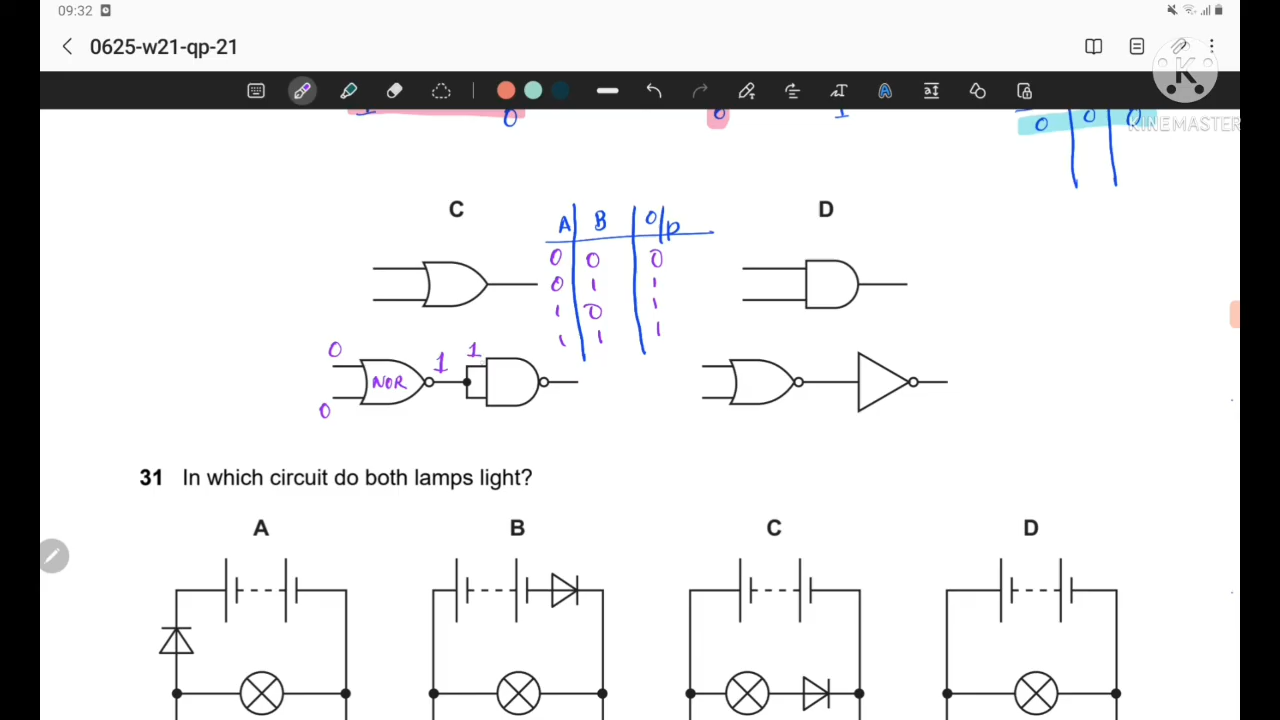 09:32
0625-w21-qp-21
K
KINEMASTER
1 0 0 1 0 0 0
C D
A B O/p
0 0 0
0 1 1
1 0 1
1 1 1
0 1 1
NOR
0
31 In which circuit do both lamps light?
A B C D